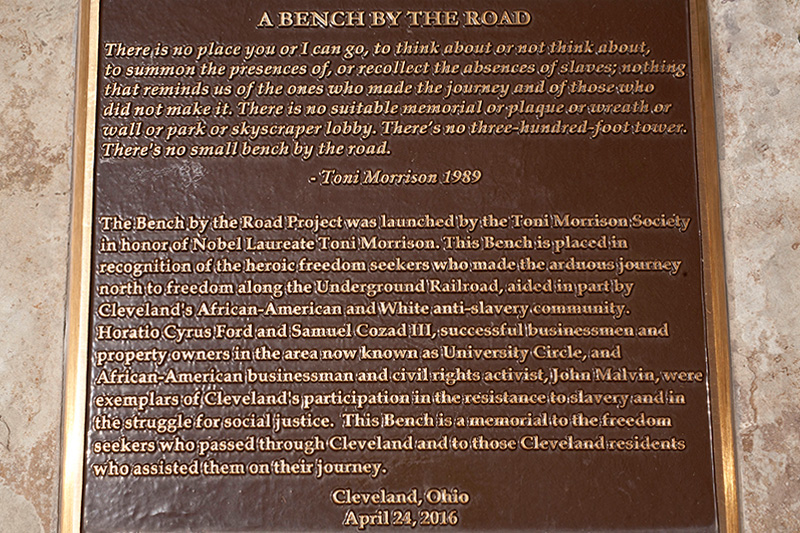 A BENCH BY THE ROAD
There is no place you or I can go, to think about or not think about,
to summon the presences of, or recollect the absences of slaves; nothing
that reminds us of the ones who made the journey and of those who
did not make it. There is no suitable memorial or plaque or wreath or
wall or park or skyscraper lobby. There's no three-hundred-foot tower.
There's no small bench by the road.
- Toni Morrison 1989
The Bench by the Road Project was launched by the Toni Morrison Society
in honor of Nobel Laureate Toni Morrison. This Bench is placed in
recognition of the heroic freedom seekers who made the arduous journey
north to freedom along the Underground Railroad, aided in part by
Cleveland's African-American and White anti-slavery community.
Horatio Cyrus Ford and Samuel Cozad III, successful businessmen and
property owners in the area now known as University Circle, and
African-American businessman and civil rights activist, John Malvin, were
exemplars of Cleveland's participation in the resistance to slavery and in
the struggle for social justice. This Bench is a memorial to the freedom
seekers who passed through Cleveland and to those Cleveland residents
who assisted them on their journey.
Cleveland, Ohio
April 24, 2016